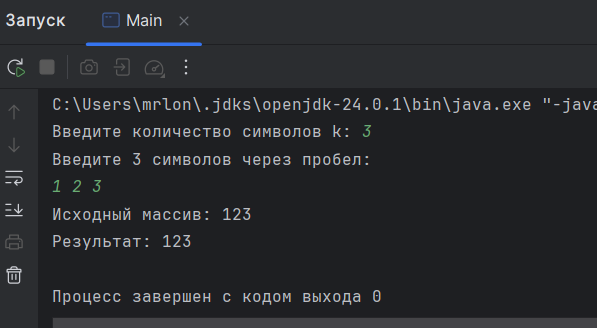 Запуск Main
C:\Users\mrlon\.jdks\openjdk-24.0.1\bin\java.exe "-java
Введите количество символов k: 3
Введите 3 символов через пробел:
1 2 3
Исходный массив: 123
Результат: 123
Процесс завершен с кодом выхода 0